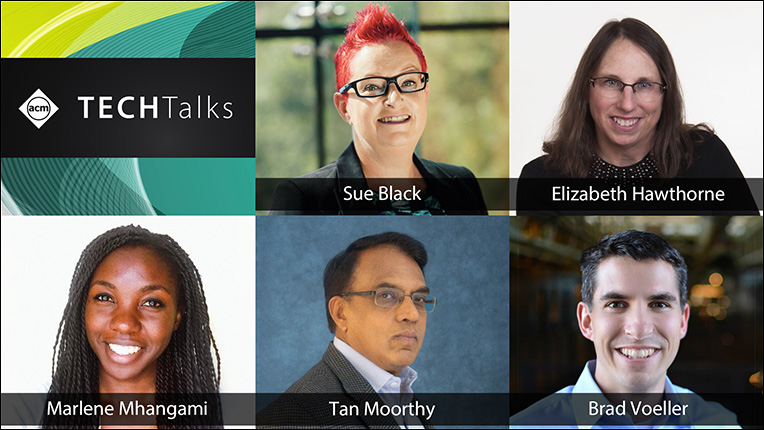 acm
TECHTalks
Sue Black
Elizabeth Hawthorne
Marlene Mhangami
Tan Moorthy
Brad Voeller